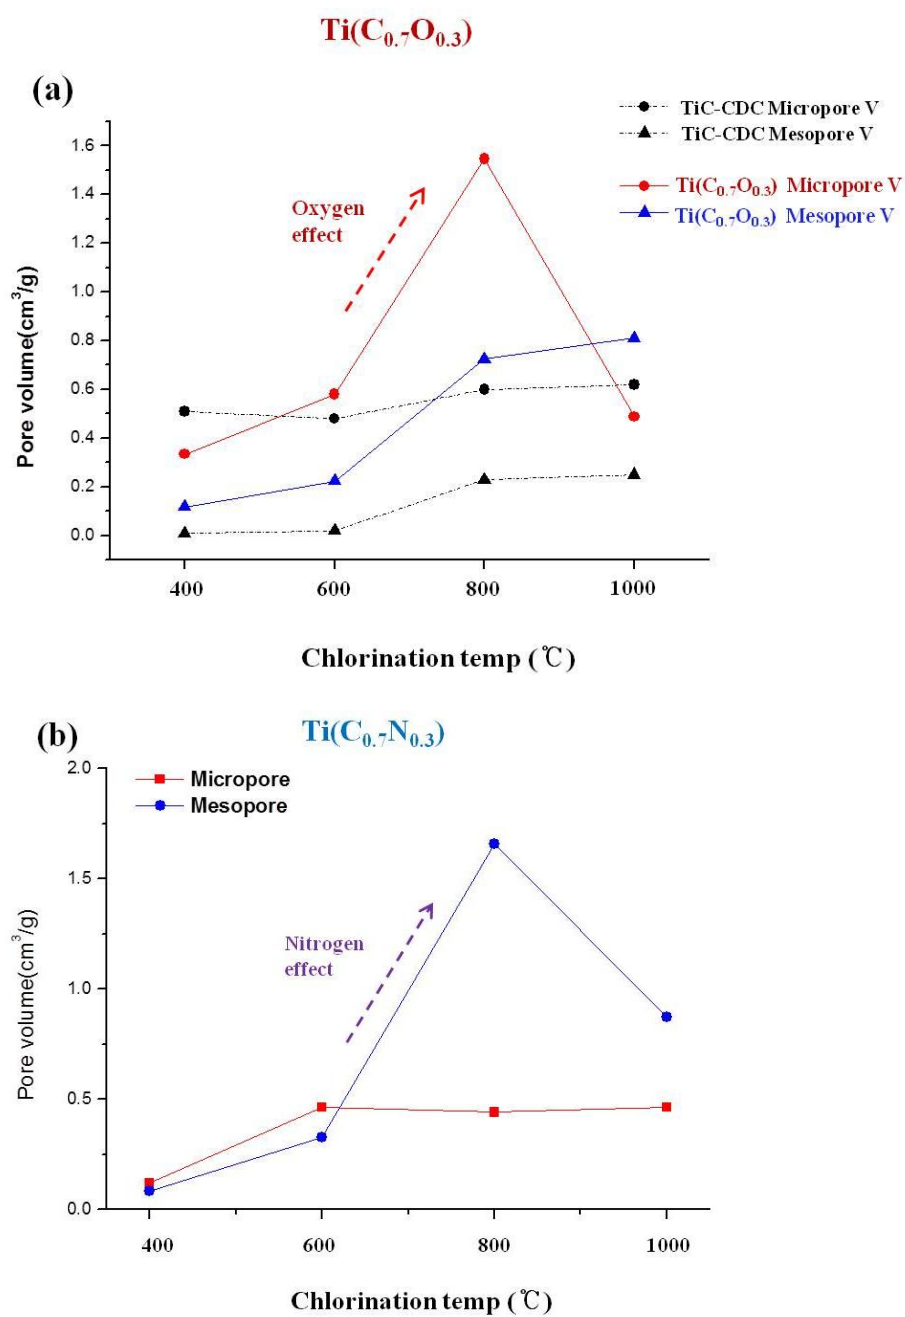 Ti(C0.7O0.3)
(a)
TiC-CDC Micropore V
TiC-CDC Mesopore V
Ti(C0.7O0.3) Micropore V
Ti(C0.7O0.3) Mesopore V
Oxygen
effect
Pore volume(cm3/g)
1.6
1.4
1.2
1.0
0.8
0.6
0.4
0.2
0.0
400 600 800 1000
Chlorination temp (℃)
(b)
Ti(C0.7N0.3)
Micropore
Mesopore
Nitrogen
effect
Pore volume(cm3/g)
2.0
1.5
1.0
0.5
0.0
400 600 800 1000
Chlorination temp (℃)